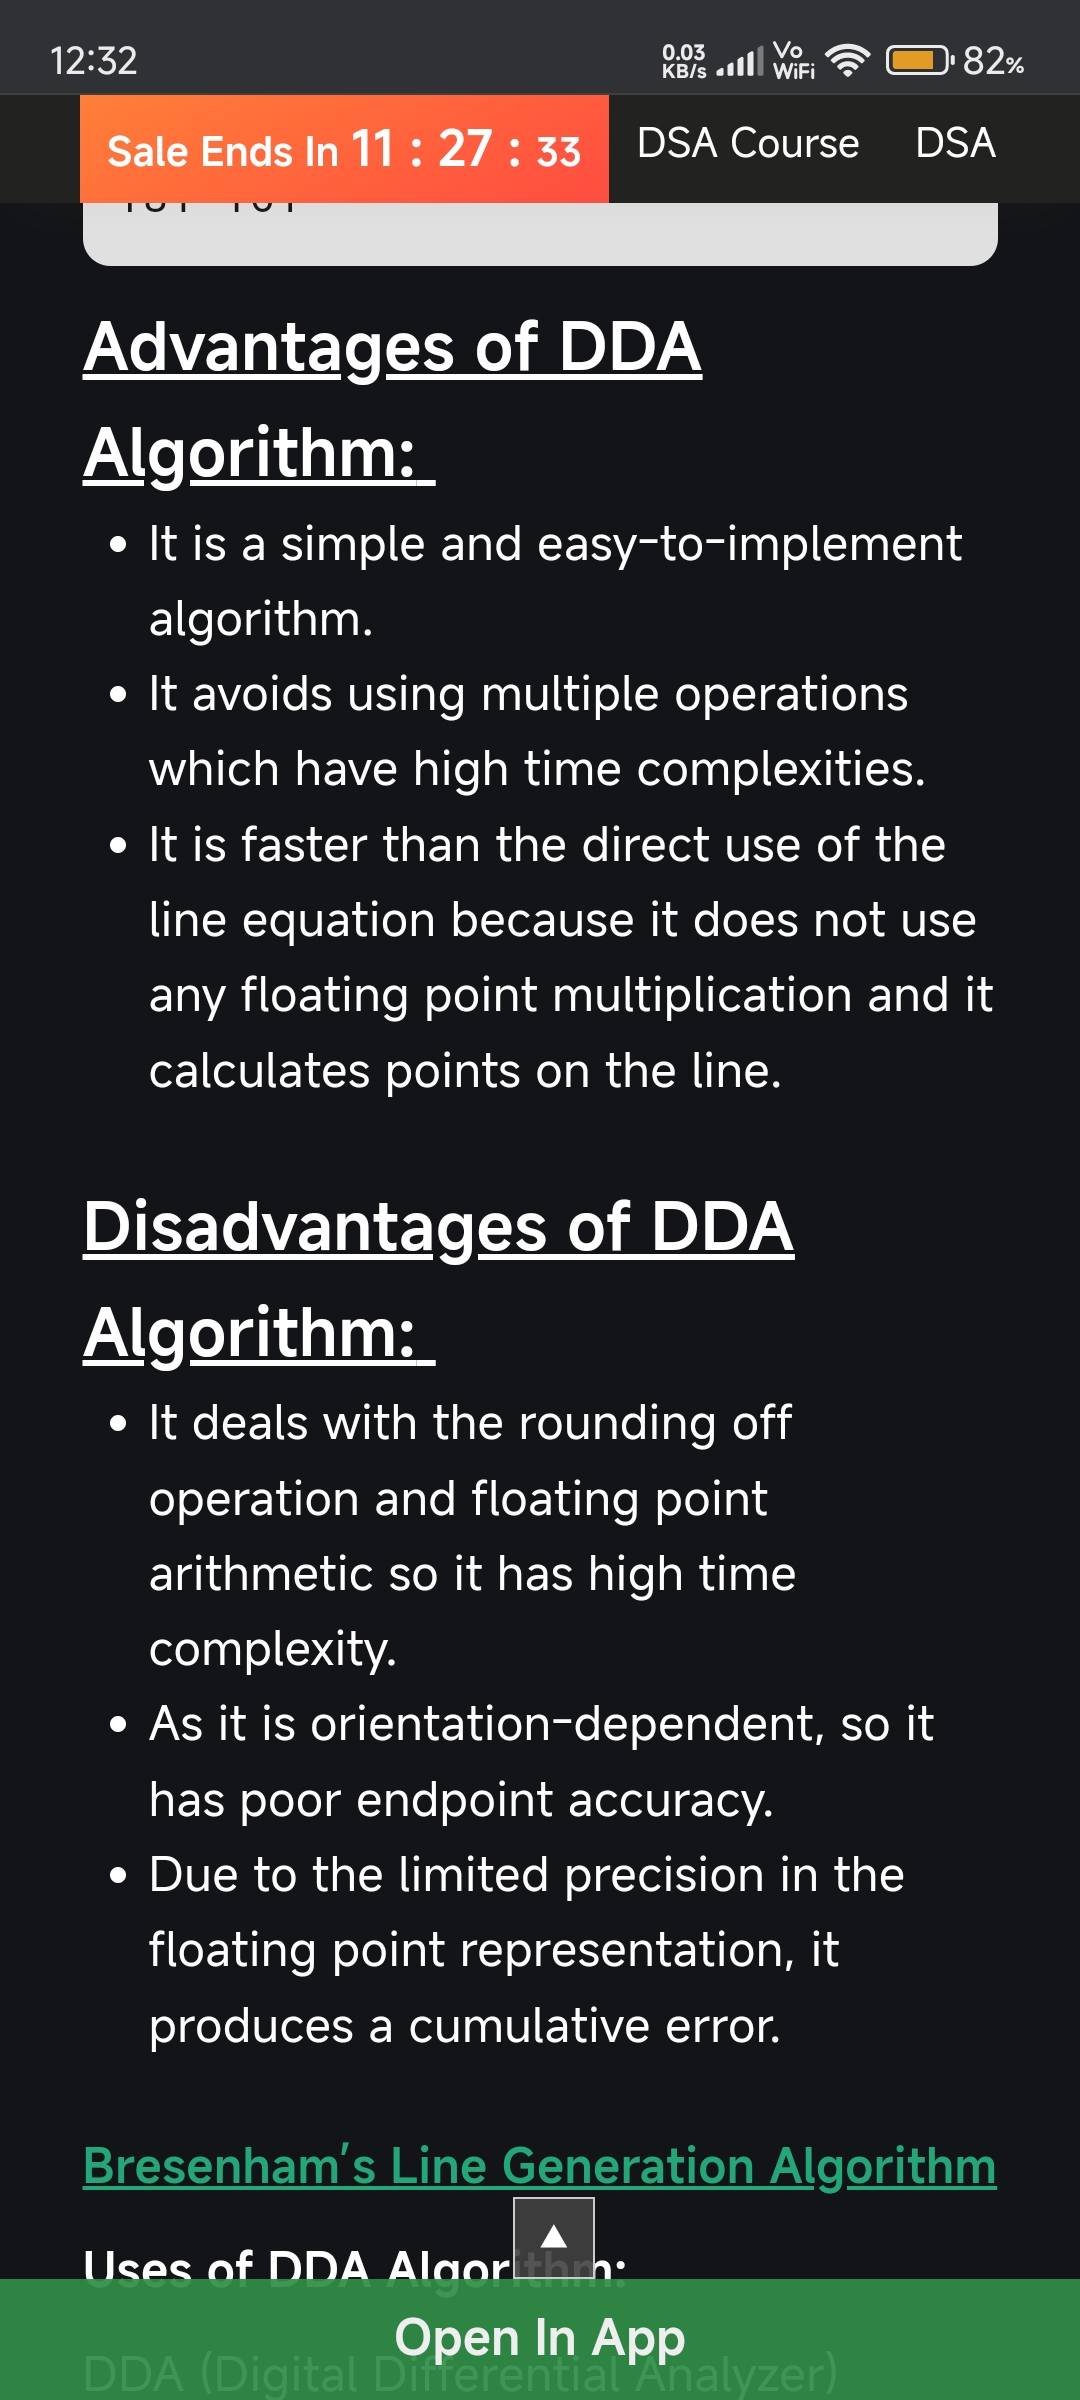 12:32
0.03 KB/s
Vo WiFi
82%
Sale Ends In 11 : 27 : 33
DSA Course
DSA
Advantages of DDA
Algorithm:
• It is a simple and easy-to-implement
algorithm.
• It avoids using multiple operations
which have high time complexities.
• It is faster than the direct use of the
line equation because it does not use
any floating point multiplication and it
calculates points on the line.
Disadvantages of DDA
Algorithm:
• It deals with the rounding off
operation and floating point
arithmetic so it has high time
complexity.
• As it is orientation-dependent, so it
has poor endpoint accuracy.
• Due to the limited precision in the
floating point representation, it
produces a cumulative error.
Bresenham's Line Generation Algorithm
Uses of DDA Algorithm:
Open In App
DDA (Digital Differential Analyzer)